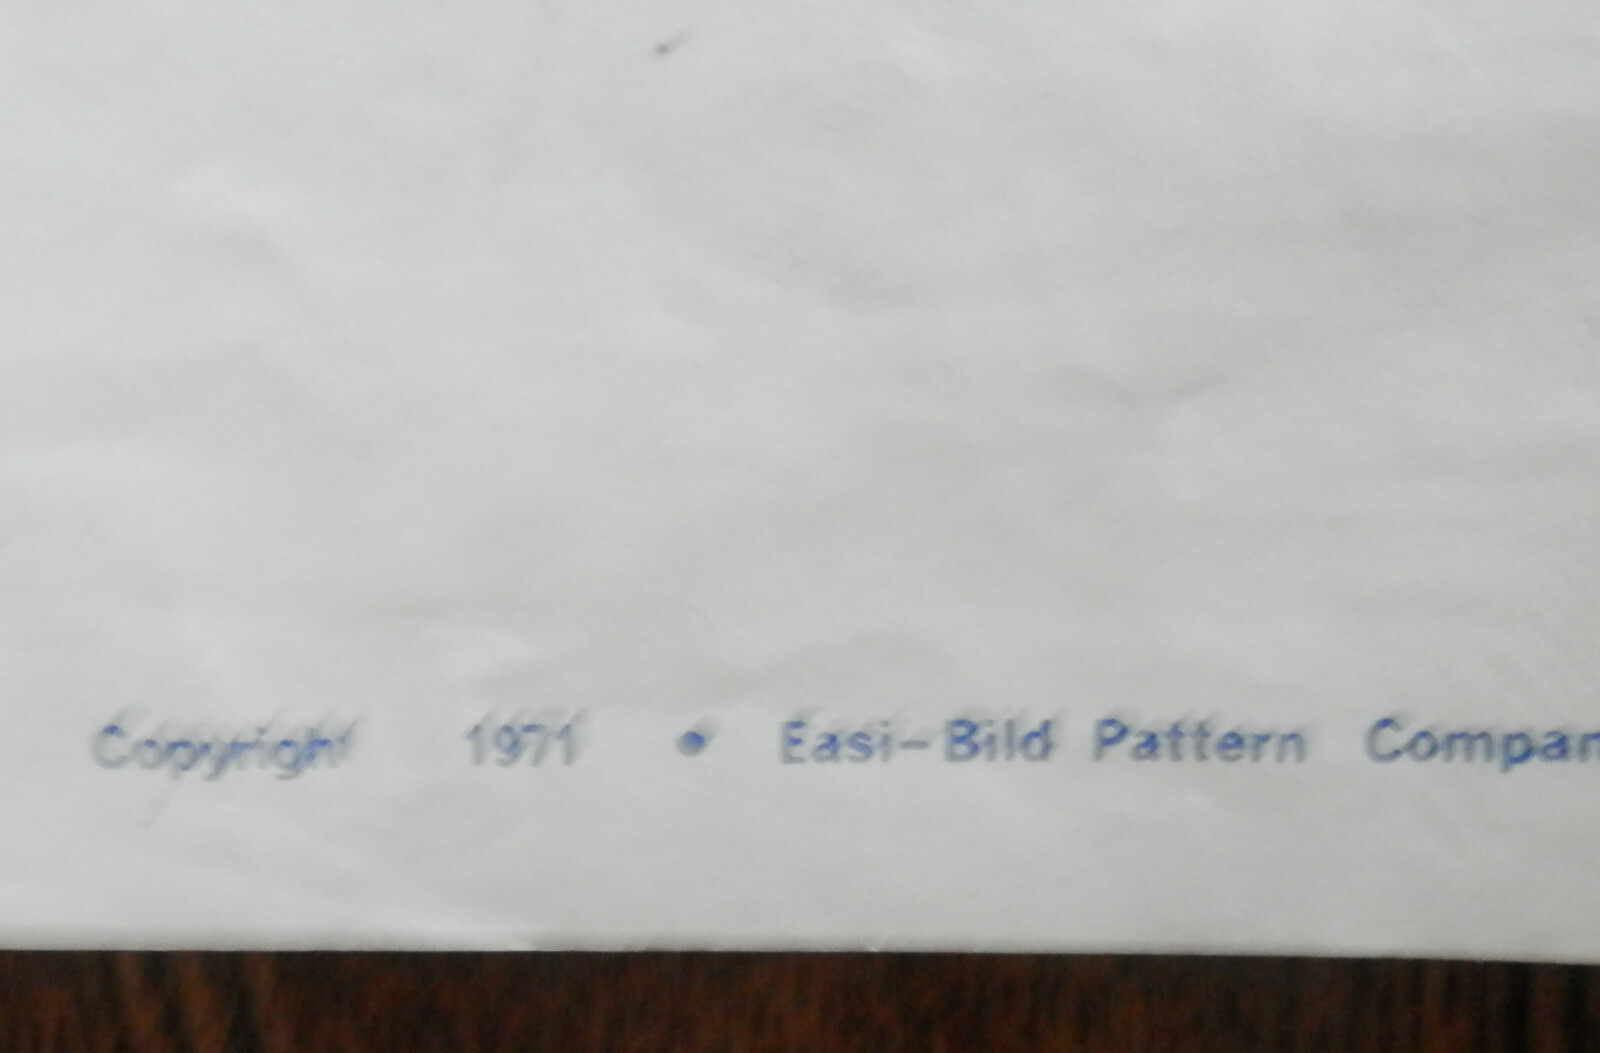 Copyright 1971 • Easi-Bild Pattern Compan